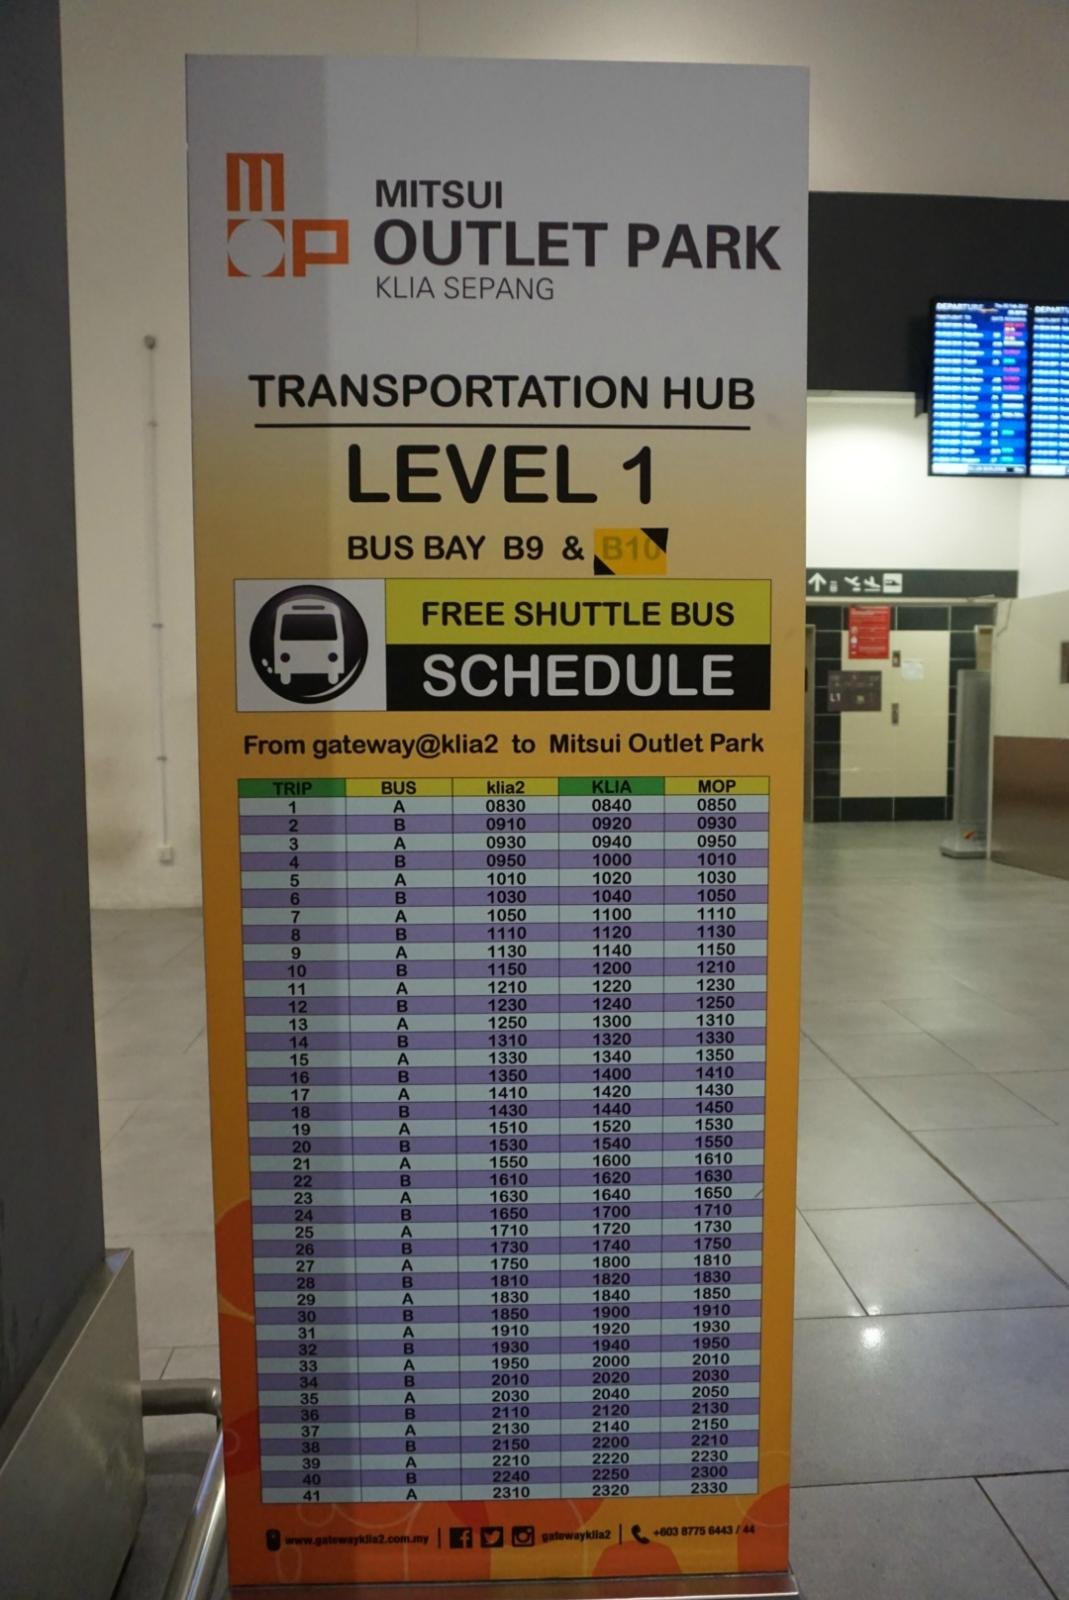 MITSUI
OUTLET PARK
KLIA SEPANG
TRANSPORTATION HUB
LEVEL 1
BUS BAY B9 & B10
FREE SHUTTLE BUS
SCHEDULE
From gateway@klia2 to Mitsui Outlet Park
TRIP BUS klia2 KLIA MOP
1 A 0830 0840 0850
2 B 0910 0920 0930
3 A 0930 0940 0950
4 B 0950 1000 1010
5 A 1010 1020 1030
6 B 1030 1040 1050
7 A 1050 1100 1110
8 B 1110 1120 1130
9 A 1130 1140 1150
10 B 1150 1200 1210
11 A 1210 1220 1230
12 B 1230 1240 1250
13 A 1250 1300 1310
14 B 1310 1320 1330
15 A 1330 1340 1350
16 B 1350 1400 1410
17 A 1410 1420 1430
18 B 1430 1440 1450
19 A 1510 1520 1530
20 B 1530 1540 1550
21 A 1550 1600 1610
22 B 1610 1620 1630
23 A 1630 1640 1650
24 B 1650 1700 1710
25 A 1710 1720 1730
26 B 1730 1740 1750
27 A 1750 1800 1810
28 B 1810 1820 1830
29 A 1830 1840 1850
30 B 1850 1900 1910
31 A 1910 1920 1930
32 B 1930 1940 1950
33 A 1950 2000 2010
34 B 2010 2020 2030
35 A 2030 2040 2050
36 B 2110 2120 2130
37 A 2130 2140 2150
38 B 2150 2200 2210
39 A 2210 2220 2230
40 B 2240 2250 2300
41 A 2310 2320 2330
www.gatewayklia2.com.my | gatewayklia2 | +603 8775 6443 / 44
DEPARTURE
L1